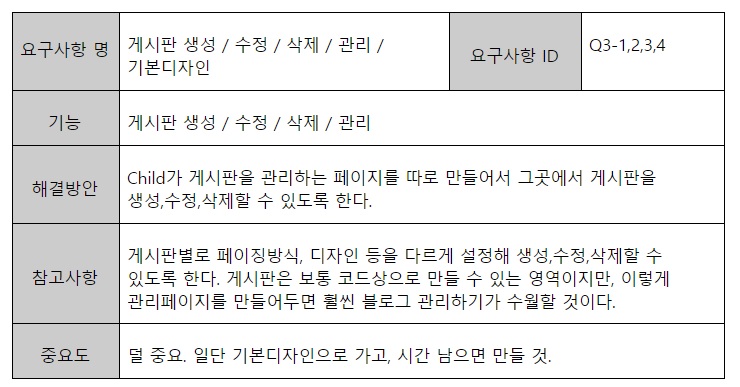 요구사항 명
게시판 생성 / 수정 / 삭제 / 관리 /
기본디자인
요구사항 ID
Q3-1,2,3,4
기능
게시판 생성 / 수정 / 삭제 / 관리
해결방안
Child가 게시판을 관리하는 페이지를 따로 만들어서 그곳에서 게시판을
생성,수정,삭제할 수 있도록 한다.
참고사항
게시판별로 페이징방식, 디자인 등을 다르게 설정해 생성,수정,삭제할 수
있도록 한다. 게시판은 보통 코드상으로 만들 수 있는 영역이지만, 이렇게
관리페이지를 만들어두면 훨씬 블로그 관리하기가 수월할 것이다.
중요도
덜 중요. 일단 기본디자인으로 가고, 시간 남으면 만들 것.